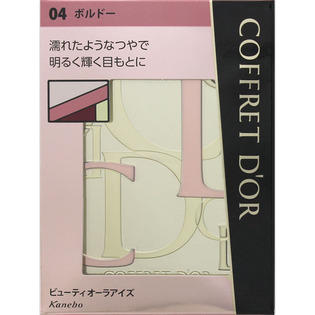 04 ボルドー
濡れたようなつやで
明るく輝く目もとに
COFFRET D'OR
COFFRET D'OR
ビューティオーラアイズ
Kanebo